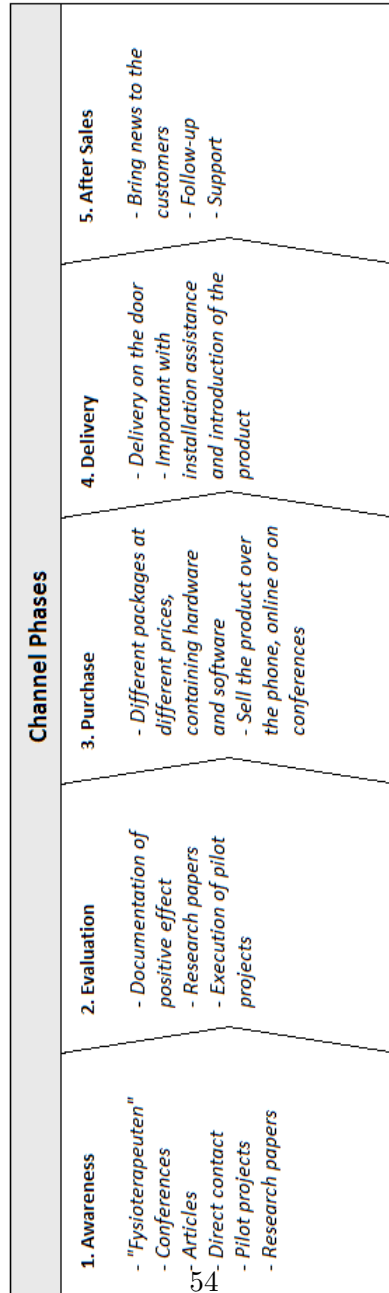 Channel Phases
1. Awareness
- "Fysioterapeuten"
- Conferences
- Articles
- Direct contact
- Pilot projects
- Research papers
2. Evaluation
- Documentation of
positive effect
- Research papers
- Execution of pilot
projects
3. Purchase
- Different packages at
different prices,
containing hardware
and software
- Sell the product over
the phone, online or on
conferences
4. Delivery
- Delivery on the door
- Important with
installation assistance
and introduction of the
product
5. After Sales
- Bring news to the
customers
- Follow-up
- Support
54